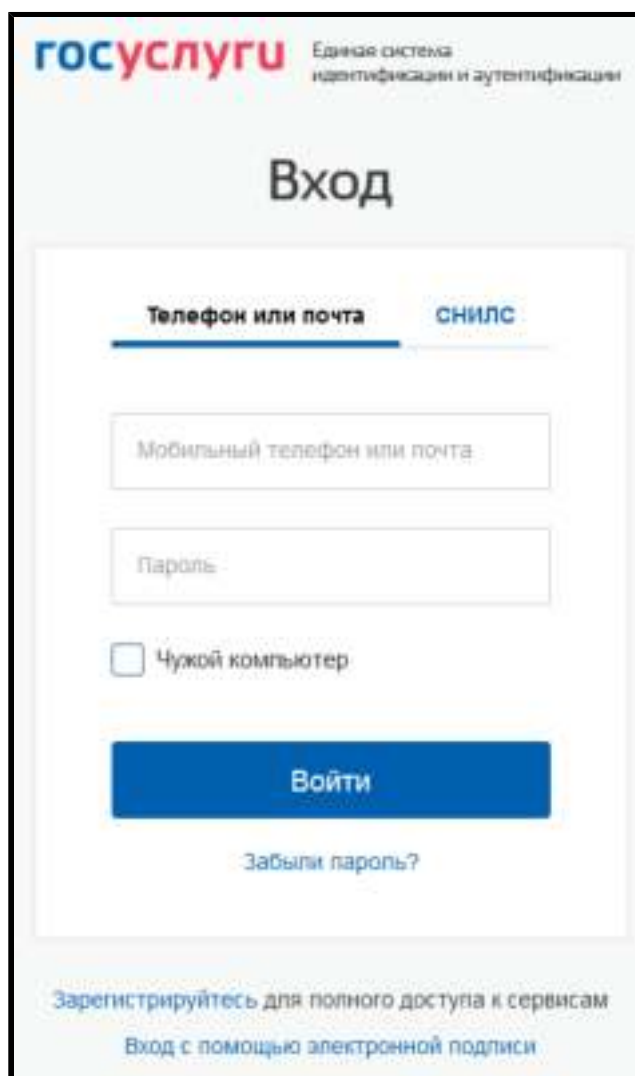 госуслуги
Единая система
идентификации и аутентификации
Вход
Телефон или почта СНИЛС
Мобильный телефон или почта
Пароль
Чужой компьютер
Войти
Забыли пароль?
Зарегистрируйтесь для полного доступа к сервисам
Вход с помощью электронной подписи